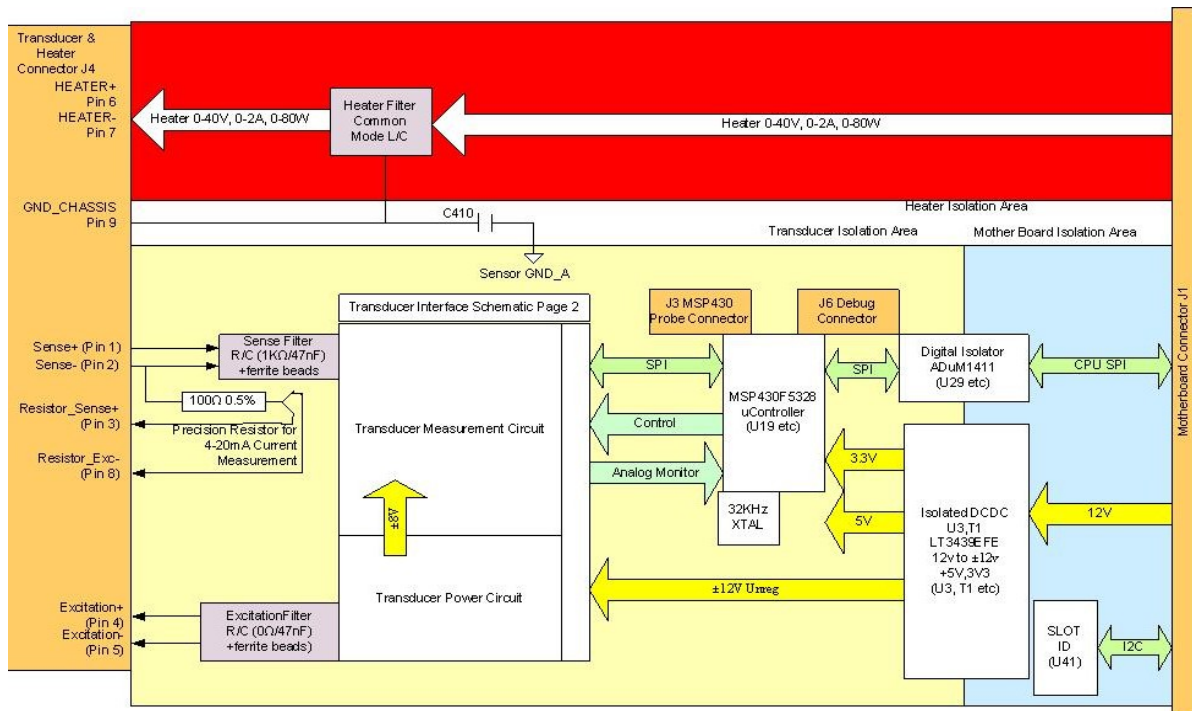 Transducer &
Heater
Connector J4
HEATER+
Pin 6
HEATER-
Pin 7
Heater 0-40V, 0-2A, 0-80W
Heater Filter
Common
Mode L/C
Heater 0-40V, 0-2A, 0-80W
GND_CHASSIS
Pin 9
C410
Heater Isolation Area
Transducer Isolation Area
Mother Board Isolation Area
Sensor GND_A
Transducer Interface Schematic Page 2
J3 MSP430
Probe Connector
J6 Debug
Connector
Sense+ (Pin 1)
Sense- (Pin 2)
Sense Filter
R/C (1KΩ/47nF)
+ferrite beads
100Ω 0.5%
Resistor_Sense+
(Pin 3)
Precision Resistor for
4-20mA Current
Measurement
Resistor_Exc-
(Pin 8)
Transducer Measurement Circuit
SPI
Control
Analog Monitor
MSP430F5328
uController
(U19 etc)
SPI
Digital Isolator
ADuM1411
(U29 etc)
CPU SPI
Motherboard Connector J1
3.3V
5V
32KHz
XTAL
±8V
Isolated DCDC
U3,T1
LT3439EFE
12v to ±12v
+5V,3V3
(U3, T1 etc)
12V
±12V Unreg
Transducer Power Circuit
Excitation+
(Pin 4)
Excitation-
(Pin 5)
ExcitationFilter
R/C (0Ω/47nF)
+ferrite beads)
SLOT
ID
(U41)
I2C